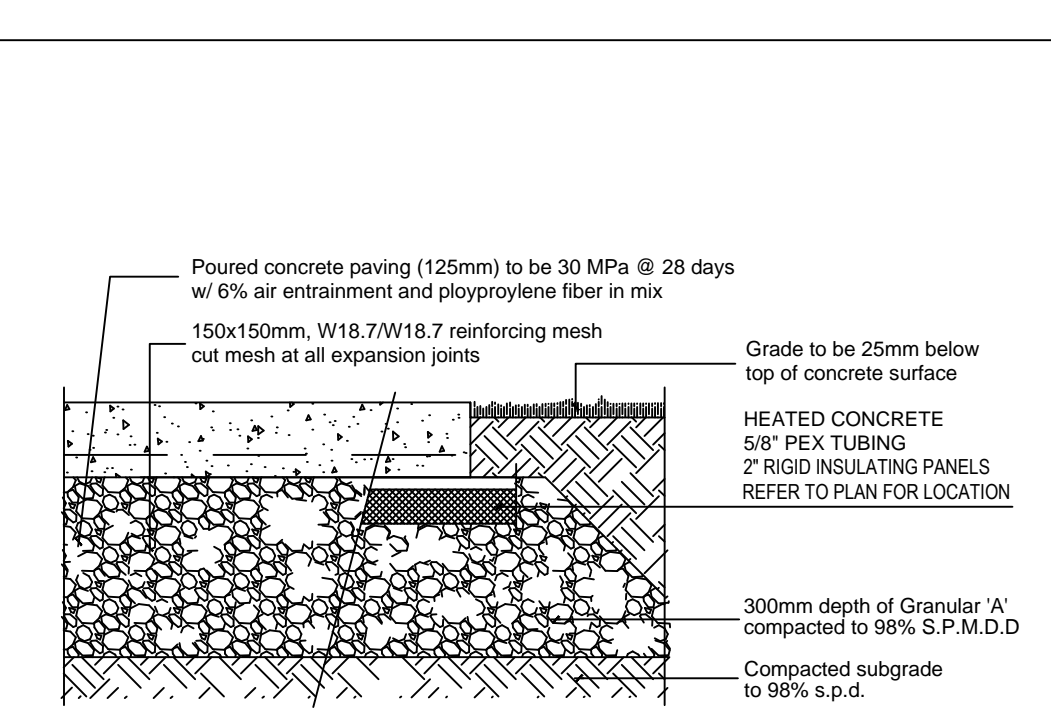 Poured concrete paving (125mm) to be 30 MPa @ 28 days
w/ 6% air entrainment and ployproylene fiber in mix
150x150mm, W18.7/W18.7 reinforcing mesh
cut mesh at all expansion joints
Grade to be 25mm below
top of concrete surface
HEATED CONCRETE
5/8" PEX TUBING
2" RIGID INSULATING PANELS
REFER TO PLAN FOR LOCATION
300mm depth of Granular 'A'
compacted to 98% S.P.M.D.D
Compacted subgrade
to 98% s.p.d.